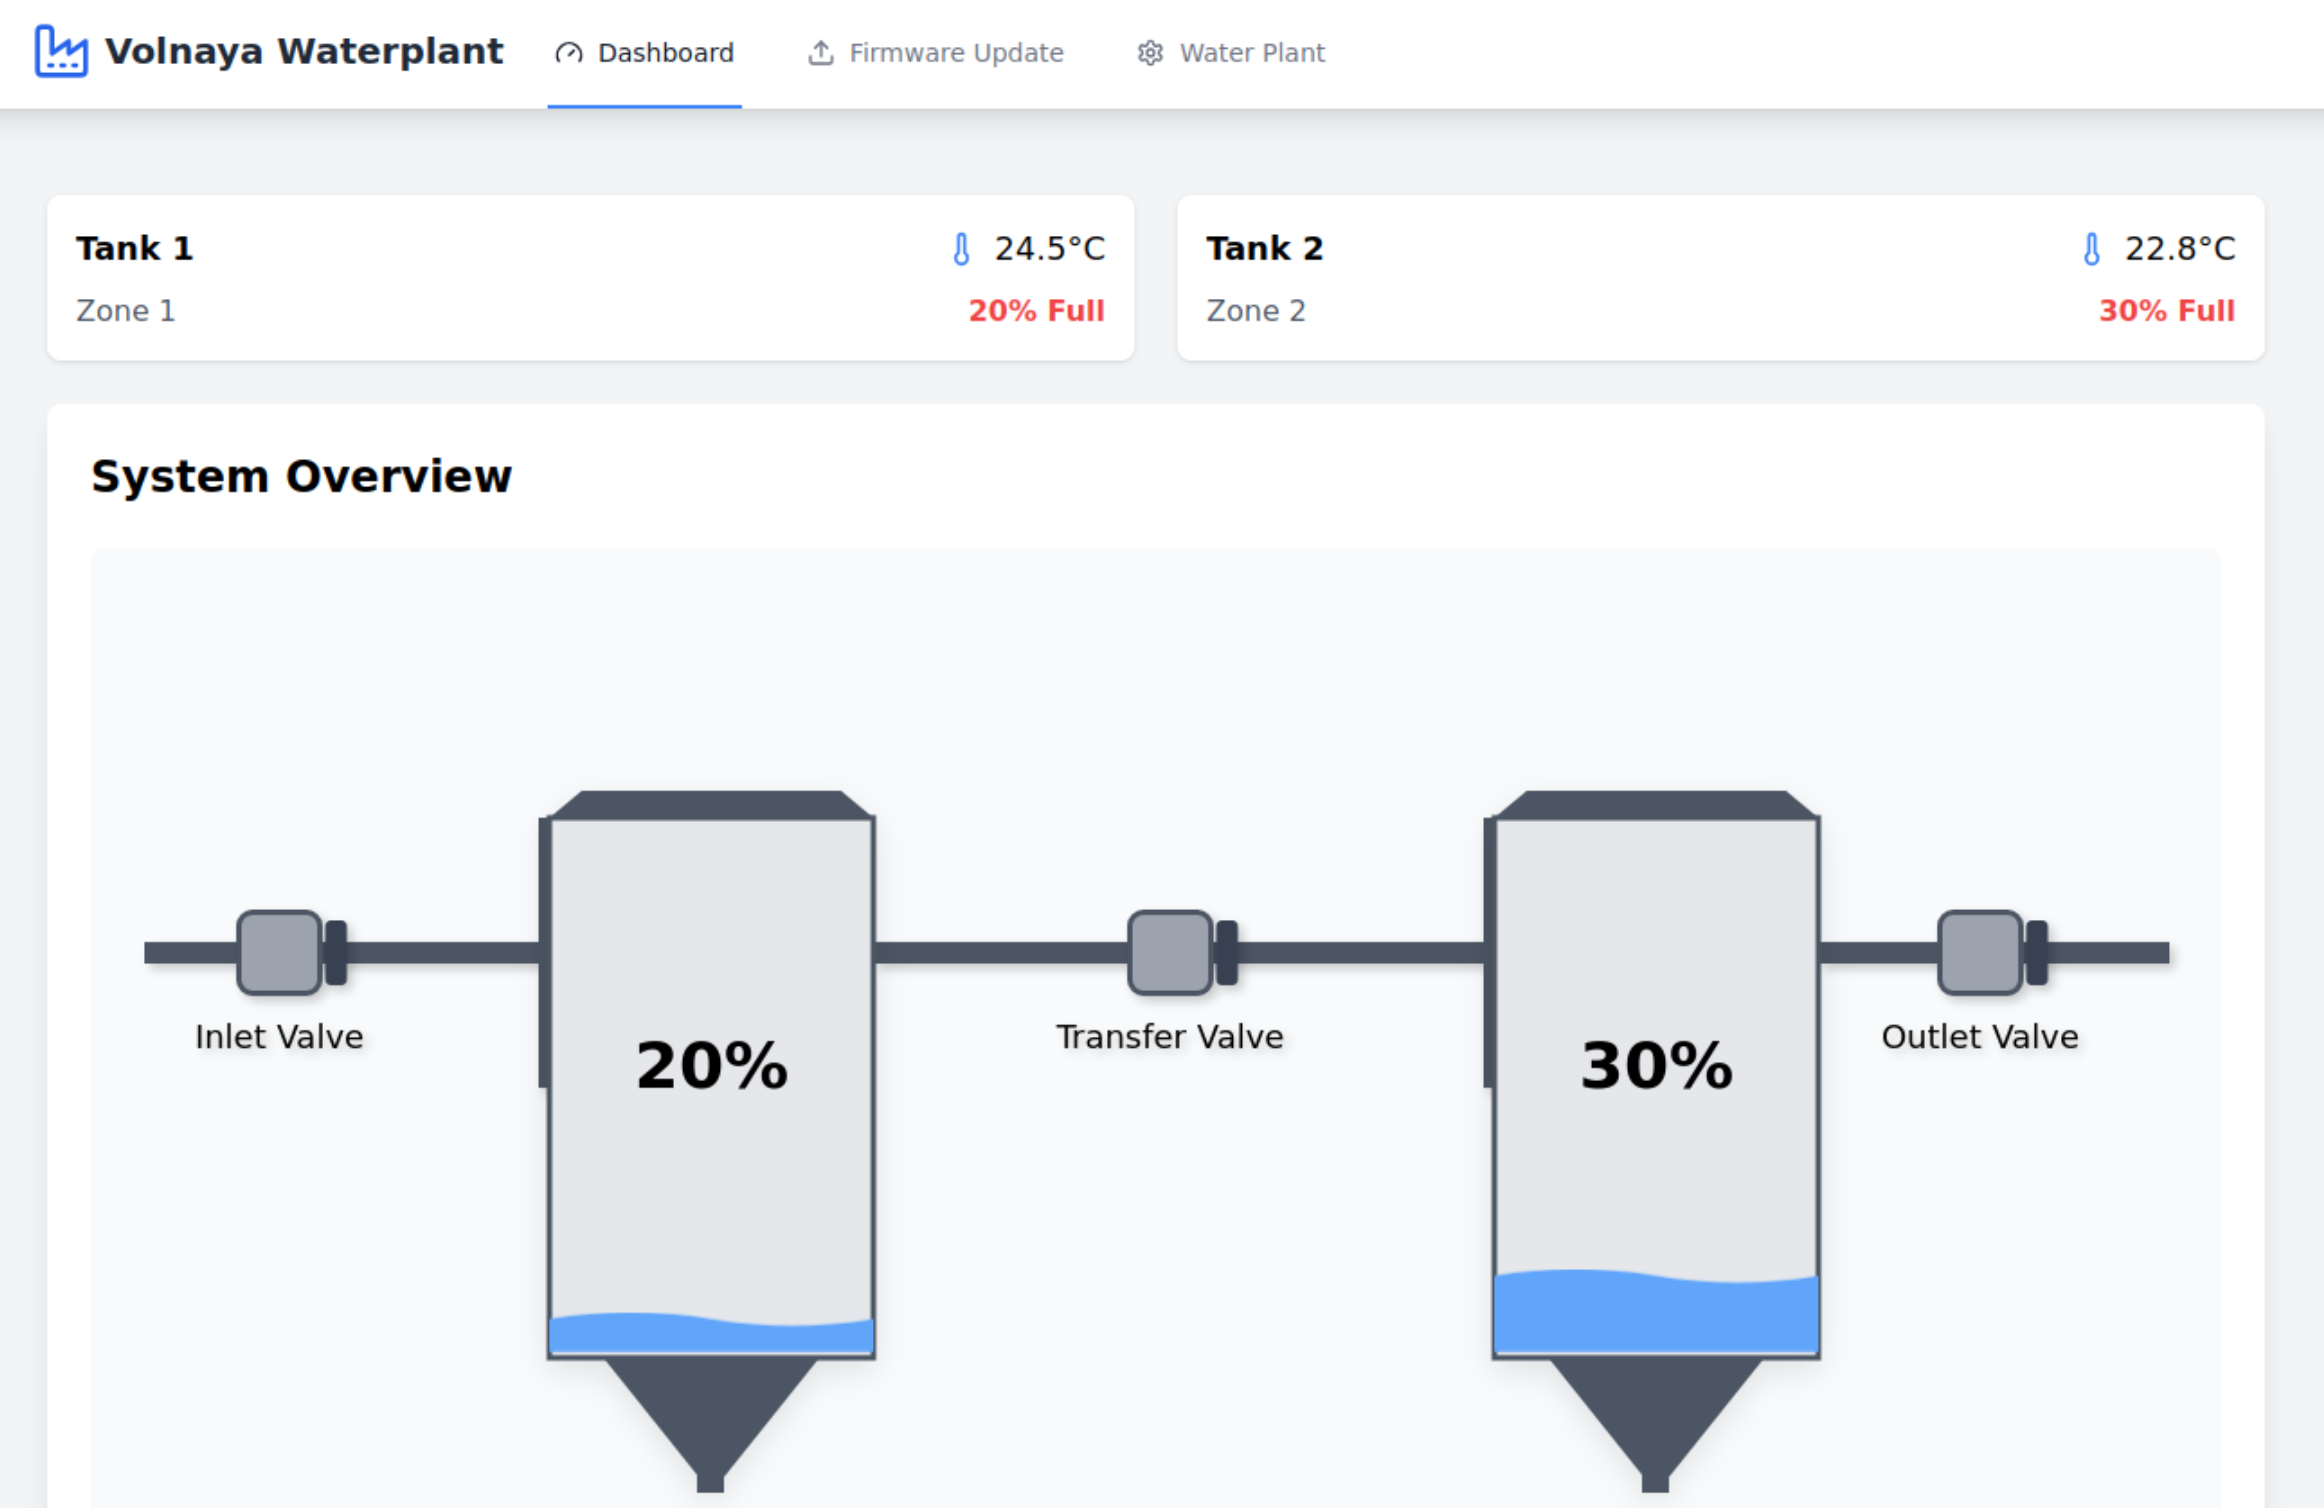 Volnaya Waterplant
Dashboard
Firmware Update
Water Plant
Tank 1
24.5°C
Zone 1
20% Full
Tank 2
22.8°C
Zone 2
30% Full
System Overview
Inlet Valve
20%
Transfer Valve
30%
Outlet Valve